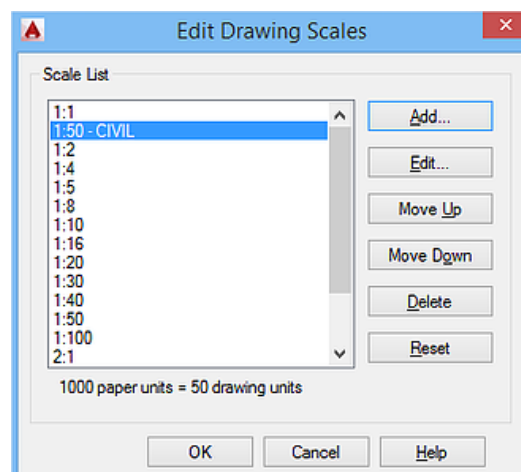 Edit Drawing Scales
Scale List
1:1
1:50 - CIVIL
1:2
1:4
1:5
1:8
1:10
1:16
1:20
1:30
1:40
1:50
1:100
2:1
Add...
Edit...
Move Up
Move Down
Delete
Reset
1000 paper units = 50 drawing units
OK Cancel Help